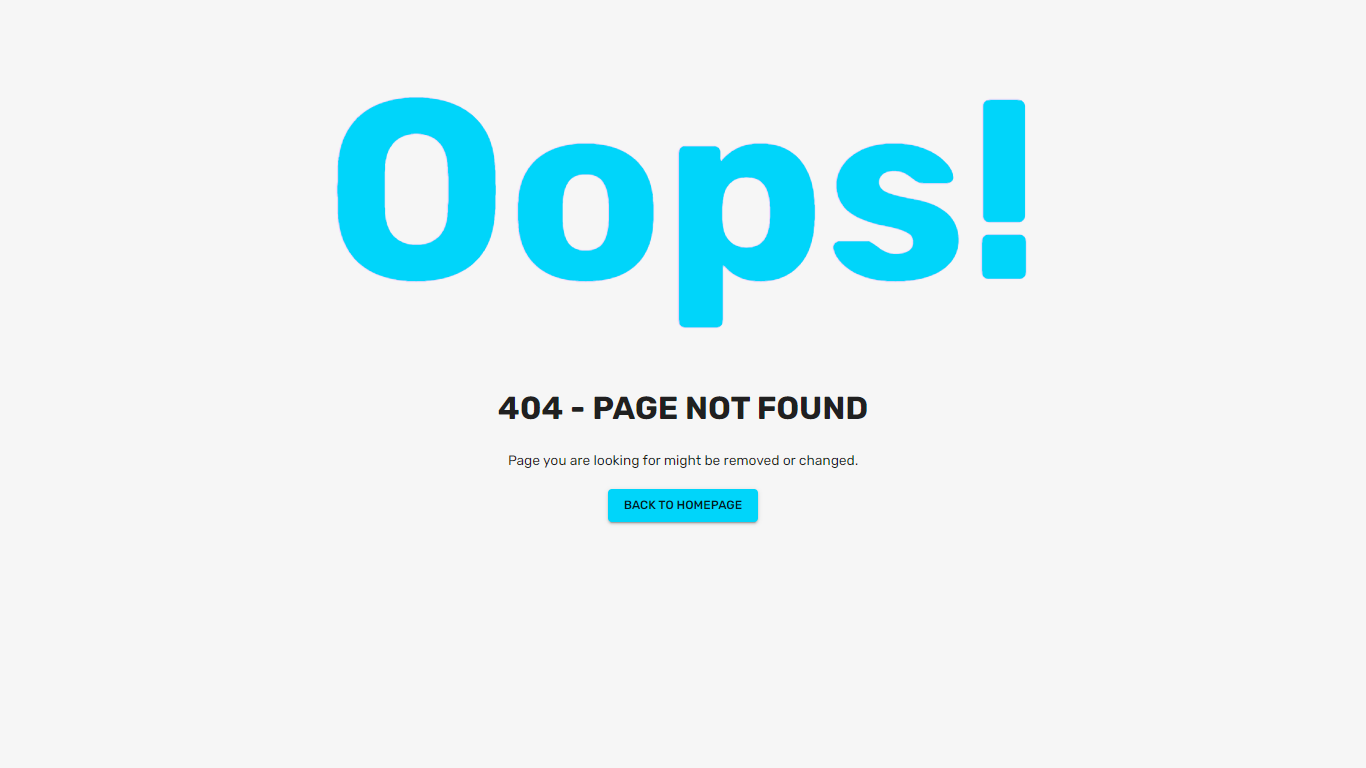 Oops!
404 - PAGE NOT FOUND
Page you are looking for might be removed or changed.
BACK TO HOMEPAGE